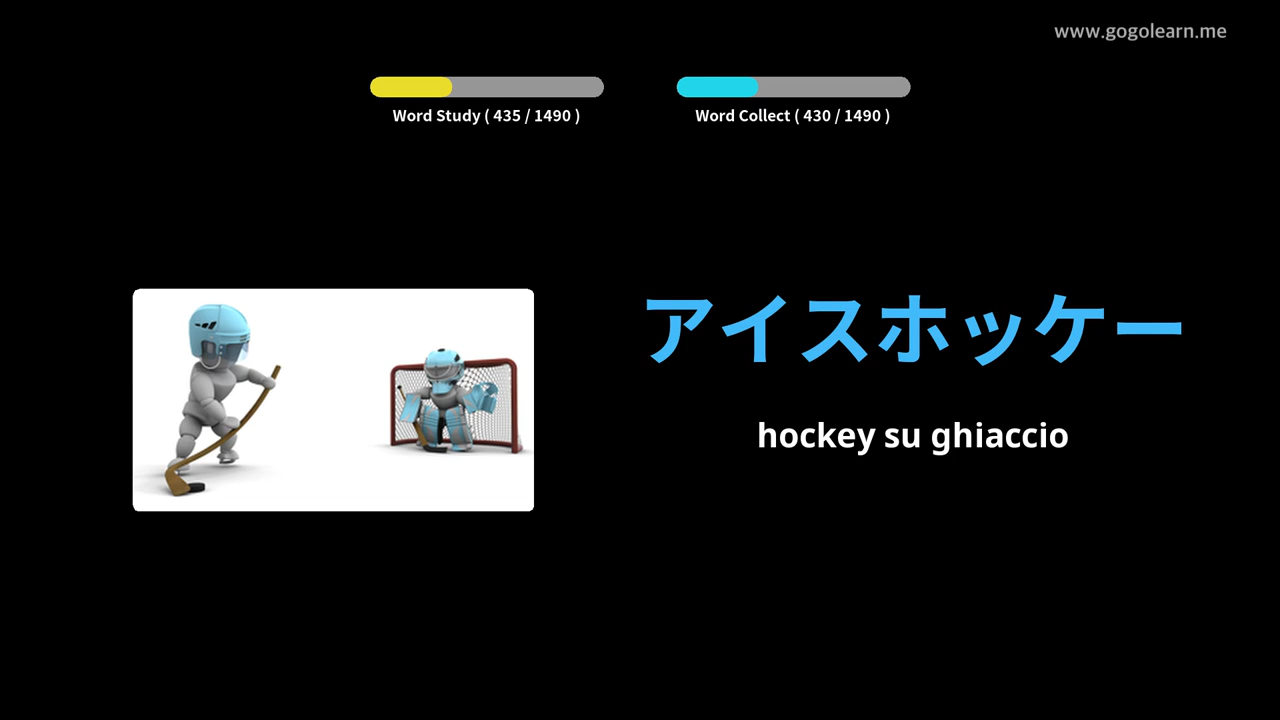 www.gogolearn.me
Word Study ( 435 / 1490 )
Word Collect ( 430 / 1490 )
アイスホッケー
hockey su ghiaccio